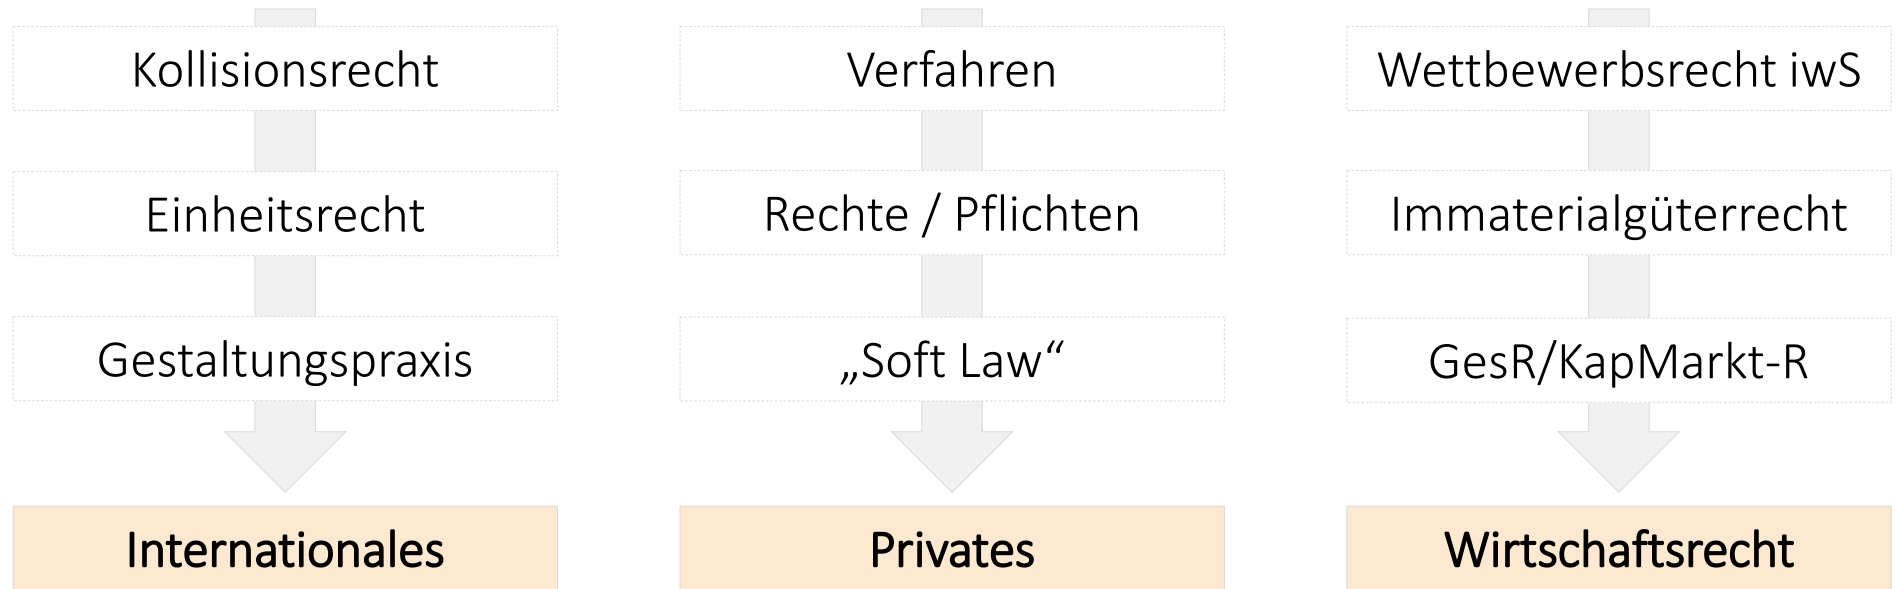 Kollisionsrecht
Einheitsrecht
Gestaltungspraxis
Internationales
Verfahren
Rechte / Pflichten
„Soft Law“
Privates
Wettbewerbsrecht iwS
Immaterialgüterrecht
GesR/KapMarkt-R
Wirtschaftsrecht